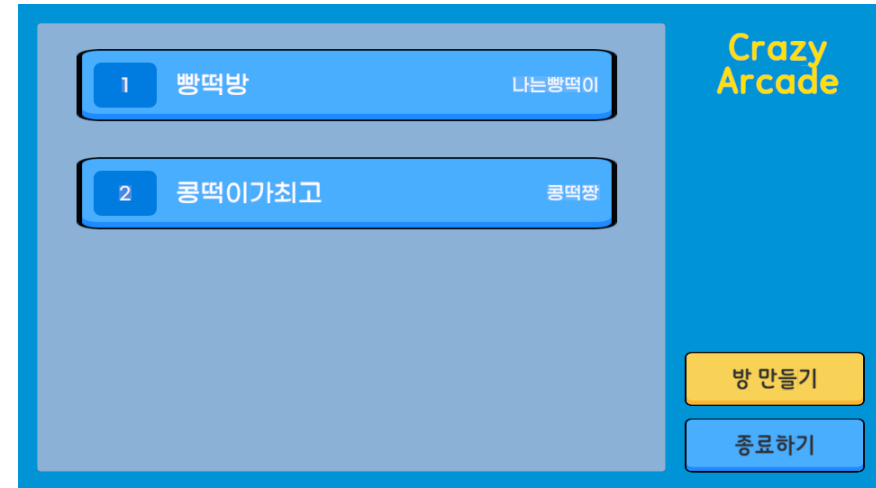 Crazy
Arcade
1 빵떡방 나는빵떡이
2 콩떡이가최고 콩떡짱
방 만들기
종료하기